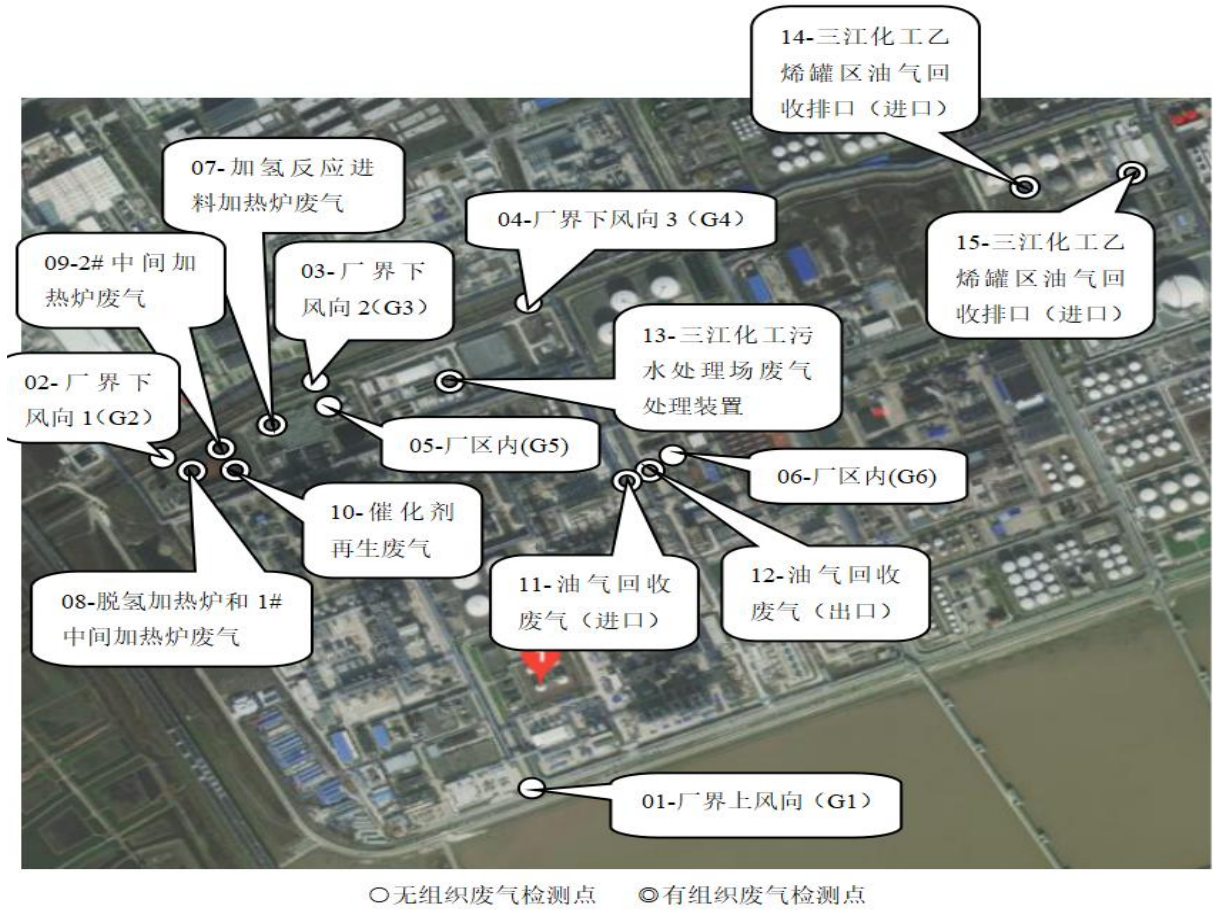 14-三江化工乙
烯罐区油气回
收排口（进口）
07-加氢反应进
料加热炉废气
04-厂界下风向 3（G4）
09-2#中间加
热炉废气
03-厂界下
风向 2(G3）
15-三江化工乙
烯罐区油气回
收排口（进口）
13-三江化工污
水处理场废气
处理装置
02-厂界下
风向 1(G2)
05-厂区内(G5)
06-厂区内(G6)
10-催化剂
再生废气
11-油气回收
废气（进口）
12-油气回收
废气（出口）
08-脱氢加热炉和 1#
中间加热炉废气
01-厂界上风向（G1）
○无组织废气检测点 ◎有组织废气检测点